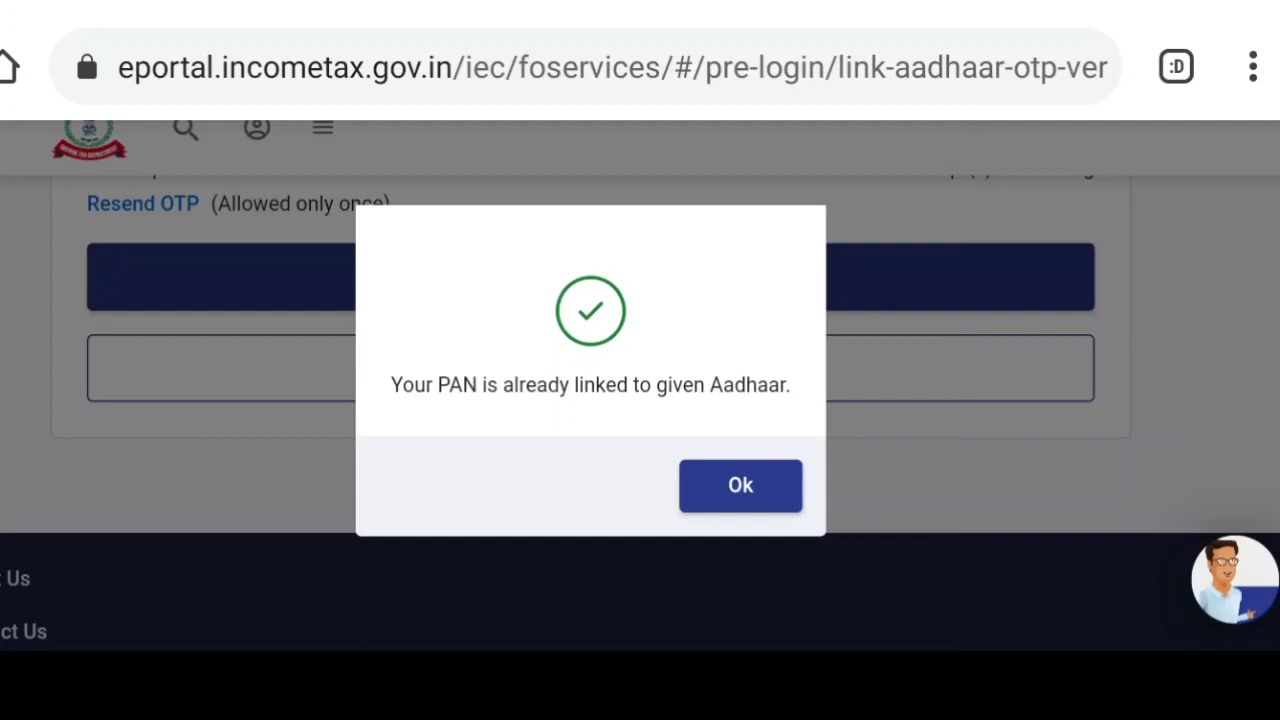 eportal.incometax.gov.in/iec/foservices/#/pre-login/link-aadhaar-otp-ver
:D
Resend OTP (Allowed only once)
Your PAN is already linked to given Aadhaar.
Ok
Us
ct Us